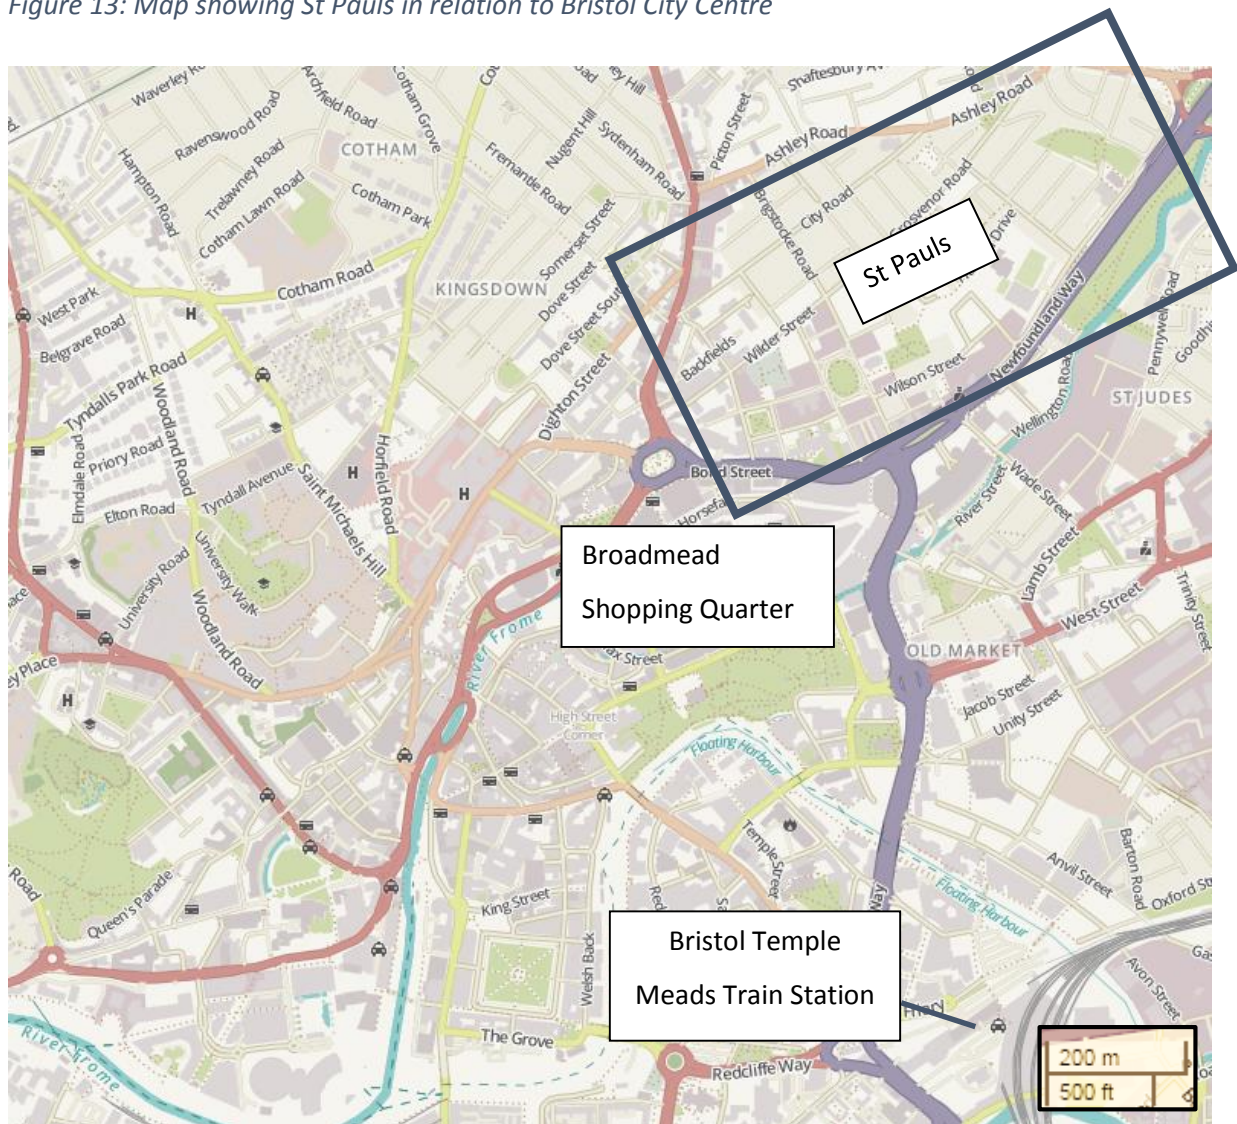 Figure 13: Map showing St Pauls in relation to Bristol City Centre
Waverley
Archfield Road
Cotham Grove
Nugent Hill
Sydenham Road
Picton Street
Shaftesbury
Ashley Road
Ashley Road
Ravenswood Road
COTHAM
Fremantle Road
Hampton Road
Trelawney Road
Cotham Lawn Road
Cotham Park
Somerset Street
Brigstocke Road
City Road
Grosvenor Road
Drive
St Pauls
Cotham Road
KINGSDOWN
Dove Street
Dove Street South
West Park
H
Belgrave Road
Tyndalls Park Road
Woodland Road
Dighton Street
Backfields
Wilder Street
Wilson Street
Newfoundland Way
Wellington Road
Pennywell Road
ST JUDES
Elmdale Road
Priory Road
Elton Road
Tyndall Avenue
Saint Michaels Hill
H
Horfield Road
H
Bond Street
River Street
Wade Street
Lamb Street
University Road
University Walk
Woodland Road
Broadmead
Shopping Quarter
River Frome
West Street
Trinity Street
OLD MARKET
Place
H
High Street
Corner
Jacob Street
Unity Street
Floating Harbour
Temple Street
Anvil Street
Barton Road
Road
Queen's Parade
King Street
Welsh Back
Way
Floating Harbour
Oxford
Avon Street
Bristol Temple
Meads Train Station
The Grove
Redcliffe Way
River Frome
200 m
500 ft